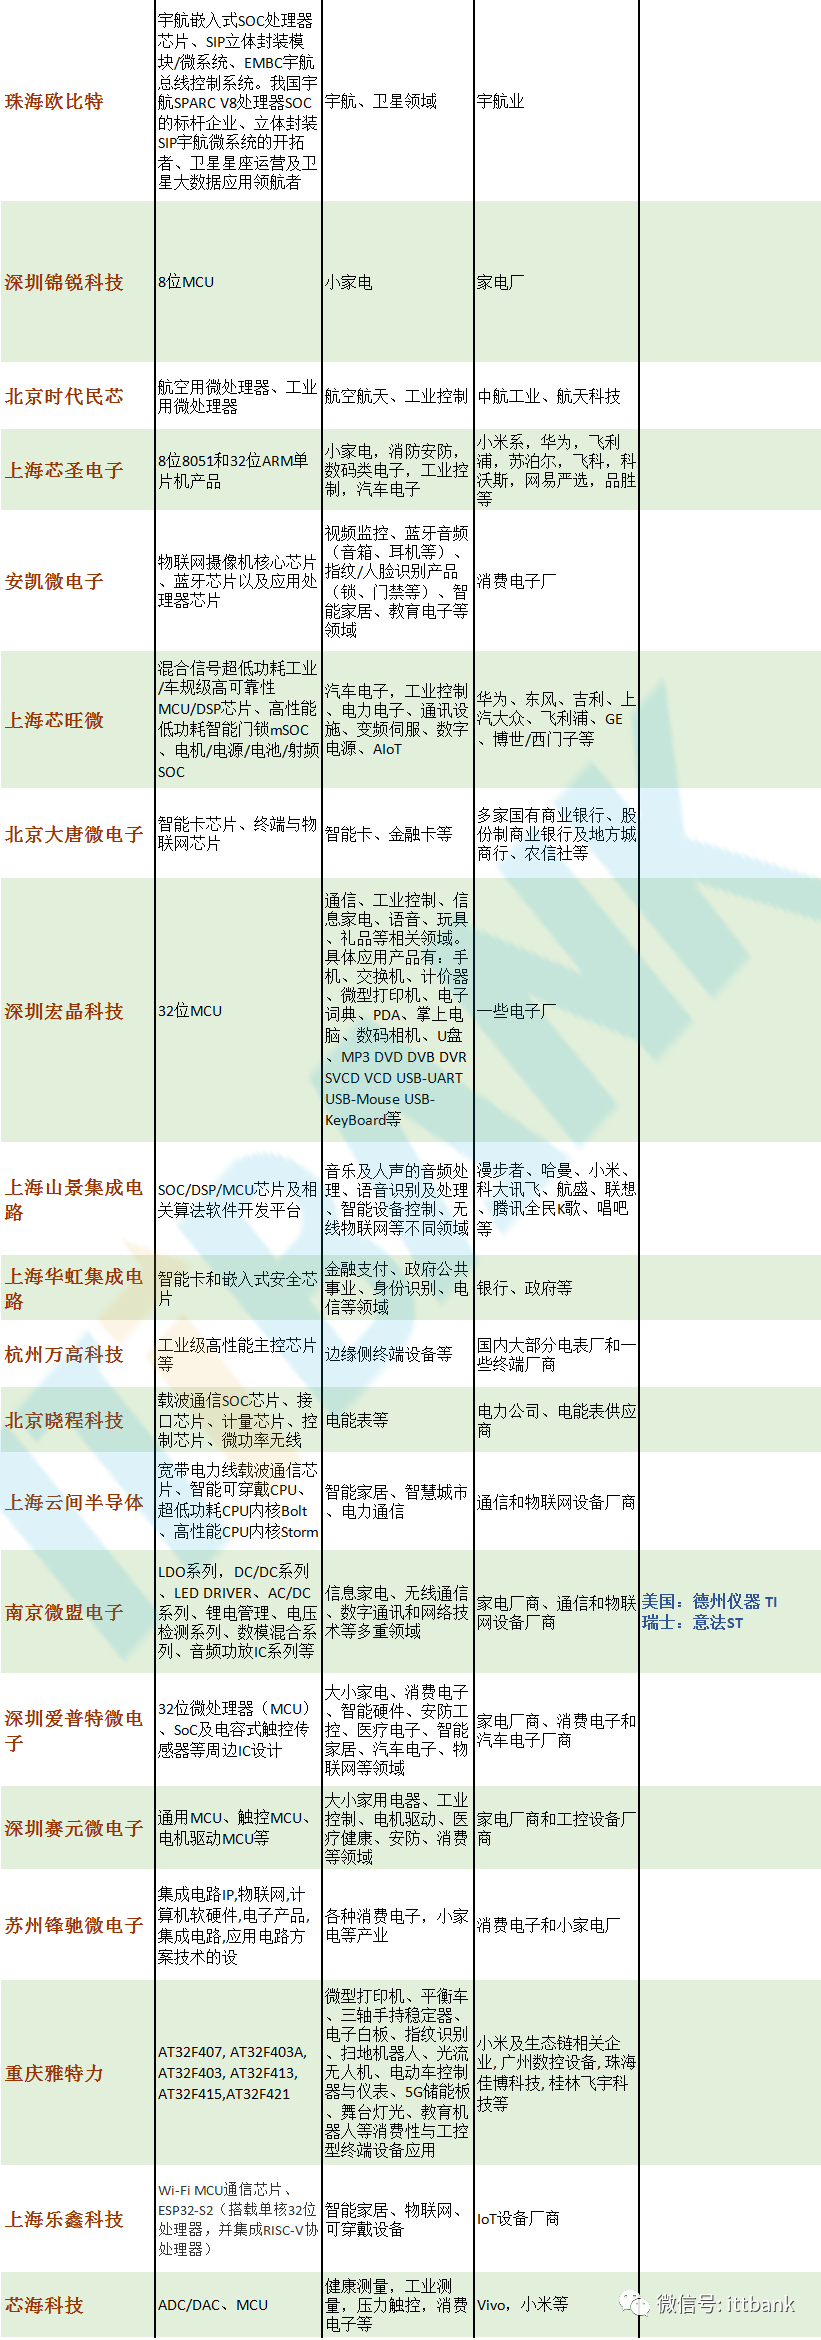 珠海欧比特
宇航嵌入式SOC处理器
芯片、SIP立体封装模
块/微系统、EMBC宇航
总线控制系统。我国宇
航SPARC V8处理器SOC
的标杆企业、立体封装
SIP宇航微系统的开拓
者、卫星星座运营及卫
星大数据应用领航者
宇航、卫星领域
宇航业
深圳锦锐科技
8位MCU
小家电
家电厂
北京时代民芯
航空用微处理器、工业
用微处理器
航空航天、工业控制
中航工业、航天科技
上海芯圣电子
8位8051和32位ARM单
片机产品
小家电，消防安防，
数码类电子，工业控
制，汽车电子
小米系，华为，飞利
浦，苏泊尔，飞科，科
沃斯，网易严选，品胜
等
安凯微电子
物联网摄像机核心芯片
、蓝牙芯片以及应用处
理器芯片
视频监控、蓝牙音频
（音箱、耳机等）、
指纹/人脸识别产品
（锁、门禁等）、智
能家居、教育电子等
领域
消费电子厂
上海芯旺微
混合信号超低功耗工业
/车规级高可靠性
MCU/DSP芯片、高性能
低功耗智能门锁mSOC
、电机/电源/电池/射频
SOC
汽车电子，工业控制
、电力电子、通讯设
施、变频伺服、数字
电源、AIoT
华为、东风、吉利、上
汽大众、飞利浦、GE
、博世/西门子等
北京大唐微电子
智能卡芯片、终端与物
联网芯片
智能卡、金融卡等
多家国有商业银行、股
份制商业银行及地方城
商行、农信社等
深圳宏晶科技
32位MCU
通信、工业控制、信
息家电、语音、玩具
、礼品等相关领域。
具体应用产品有：手
机、交换机、计价器
、微型打印机、电子
词典、PDA、掌上电
脑、数码相机、U盘
、MP3 DVD DVB DVR
SVCD VCD USB-UART
USB-Mouse USB-
KeyBoard等
一些电子厂
上海山景集成电
路
SOC/DSP/MCU芯片及相
关算法软件开发平台
音乐及人声的音频处
理、语音识别及处理
、智能设备控制、无
线物联网等不同领域
漫步者、哈曼、小米、
科大讯飞、航盛、联想
、腾讯全民K歌、唱吧
等
上海华虹集成电
路
智能卡和嵌入式安全芯
片
金融支付、政府公共
事业、身份识别、电
信等领域
银行、政府等
杭州万高科技
工业级高性能主控芯片
等
边缘侧终端设备等
国内大部分电表厂和一
些终端厂商
北京晓程科技
载波通信SOC芯片、接
口芯片、计量芯片、控
制芯片、微功率无线
电能表等
电力公司、电能表供应
商
上海云间半导体
宽带电力线载波通信芯
片、智能可穿戴CPU、
超低功耗CPU内核Bolt
、高性能CPU内核Storm
智能家居、智慧城市
、电力通信
通信和物联网设备厂商
南京微盟电子
LDO系列，DC/DC系列
、LED DRIVER、AC/DC
系列、锂电管理、电压
检测系列、数模混合系
列、音频功放IC系列等
信息家电、无线通信
、数字通讯和网络技
术等多重领域
家电厂商、通信和物联
网设备厂商
美国：德州仪器 TI
瑞士：意法ST
深圳爱普特微电
子
32位微处理器（MCU）
、SoC及电容式触控传
感器等周边IC设计
大小家电、消费电子
、智能硬件、安防工
控、医疗电子、智能
家居、汽车电子、物
联网等领域
家电厂商、消费电子和
汽车电子厂商
深圳赛元微电子
通用MCU、触控MCU、
电机驱动MCU等
大小家用电器、工业
控制、电机驱动、医
疗健康、安防、消费
等领域
家电厂商和工控设备厂
商
苏州锋驰微电子
集成电路IP,物联网,计
算机软硬件,电子产品,
集成电路,应用电路方
案技术的设
各种消费电子，小家
电等产业
消费电子和小家电厂
重庆雅特力
AT32F407, AT32F403A,
AT32F403, AT32F413,
AT32F415,AT32F421
微型打印机、平衡车
、三轴手持稳定器、
电子白板、指纹识别
、扫地机器人、光流
无人机、电动车控制
器与仪表、5G储能板
、舞台灯光、教育机
器人等消费性与工控
型终端设备应用
小米及生态链相关企
业, 广州数控设备, 珠海
佳博科技, 桂林飞宇科
技等
上海乐鑫科技
Wi-Fi MCU通信芯片、
ESP32-S2（搭载单核32位
处理器，并集成RISC-V协
处理器）
智能家居、物联网、
可穿戴设备
IoT设备厂商
芯海科技
ADC/DAC、MCU
健康测量，工业测
量，压力触控，消费
电子等
Vivo，小米等
微信号: ittbank
ITTBANK